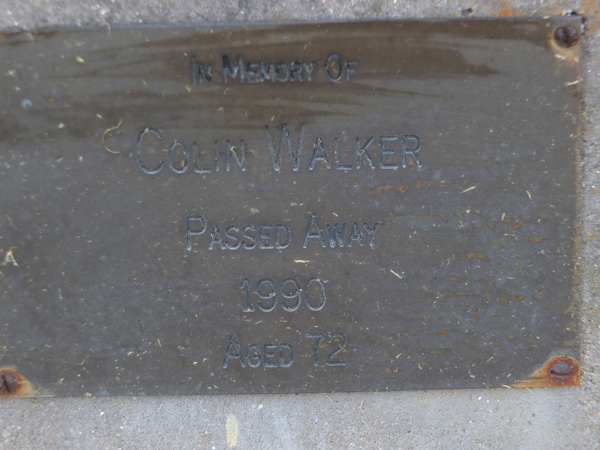 In Memory Of
Colin Walker
Passed Away
1990
Aged 72